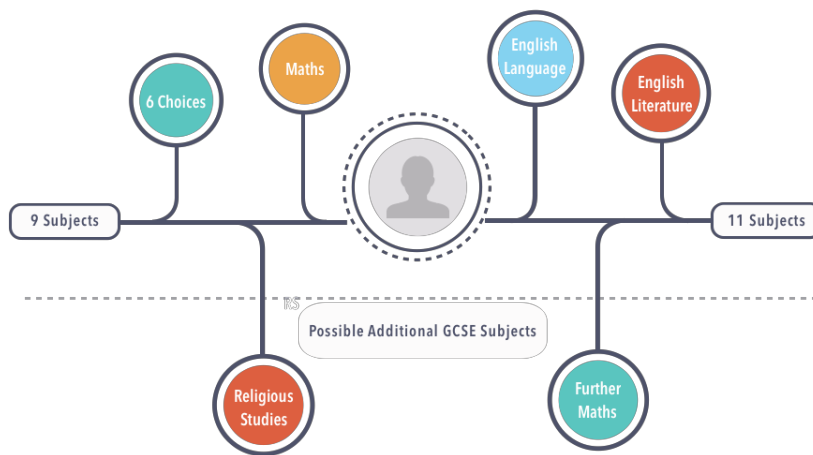 English
Language
Maths
English
Literature
6 Choices
9 Subjects
11 Subjects
RS
Possible Additional GCSE Subjects
Religious
Studies
Further
Maths